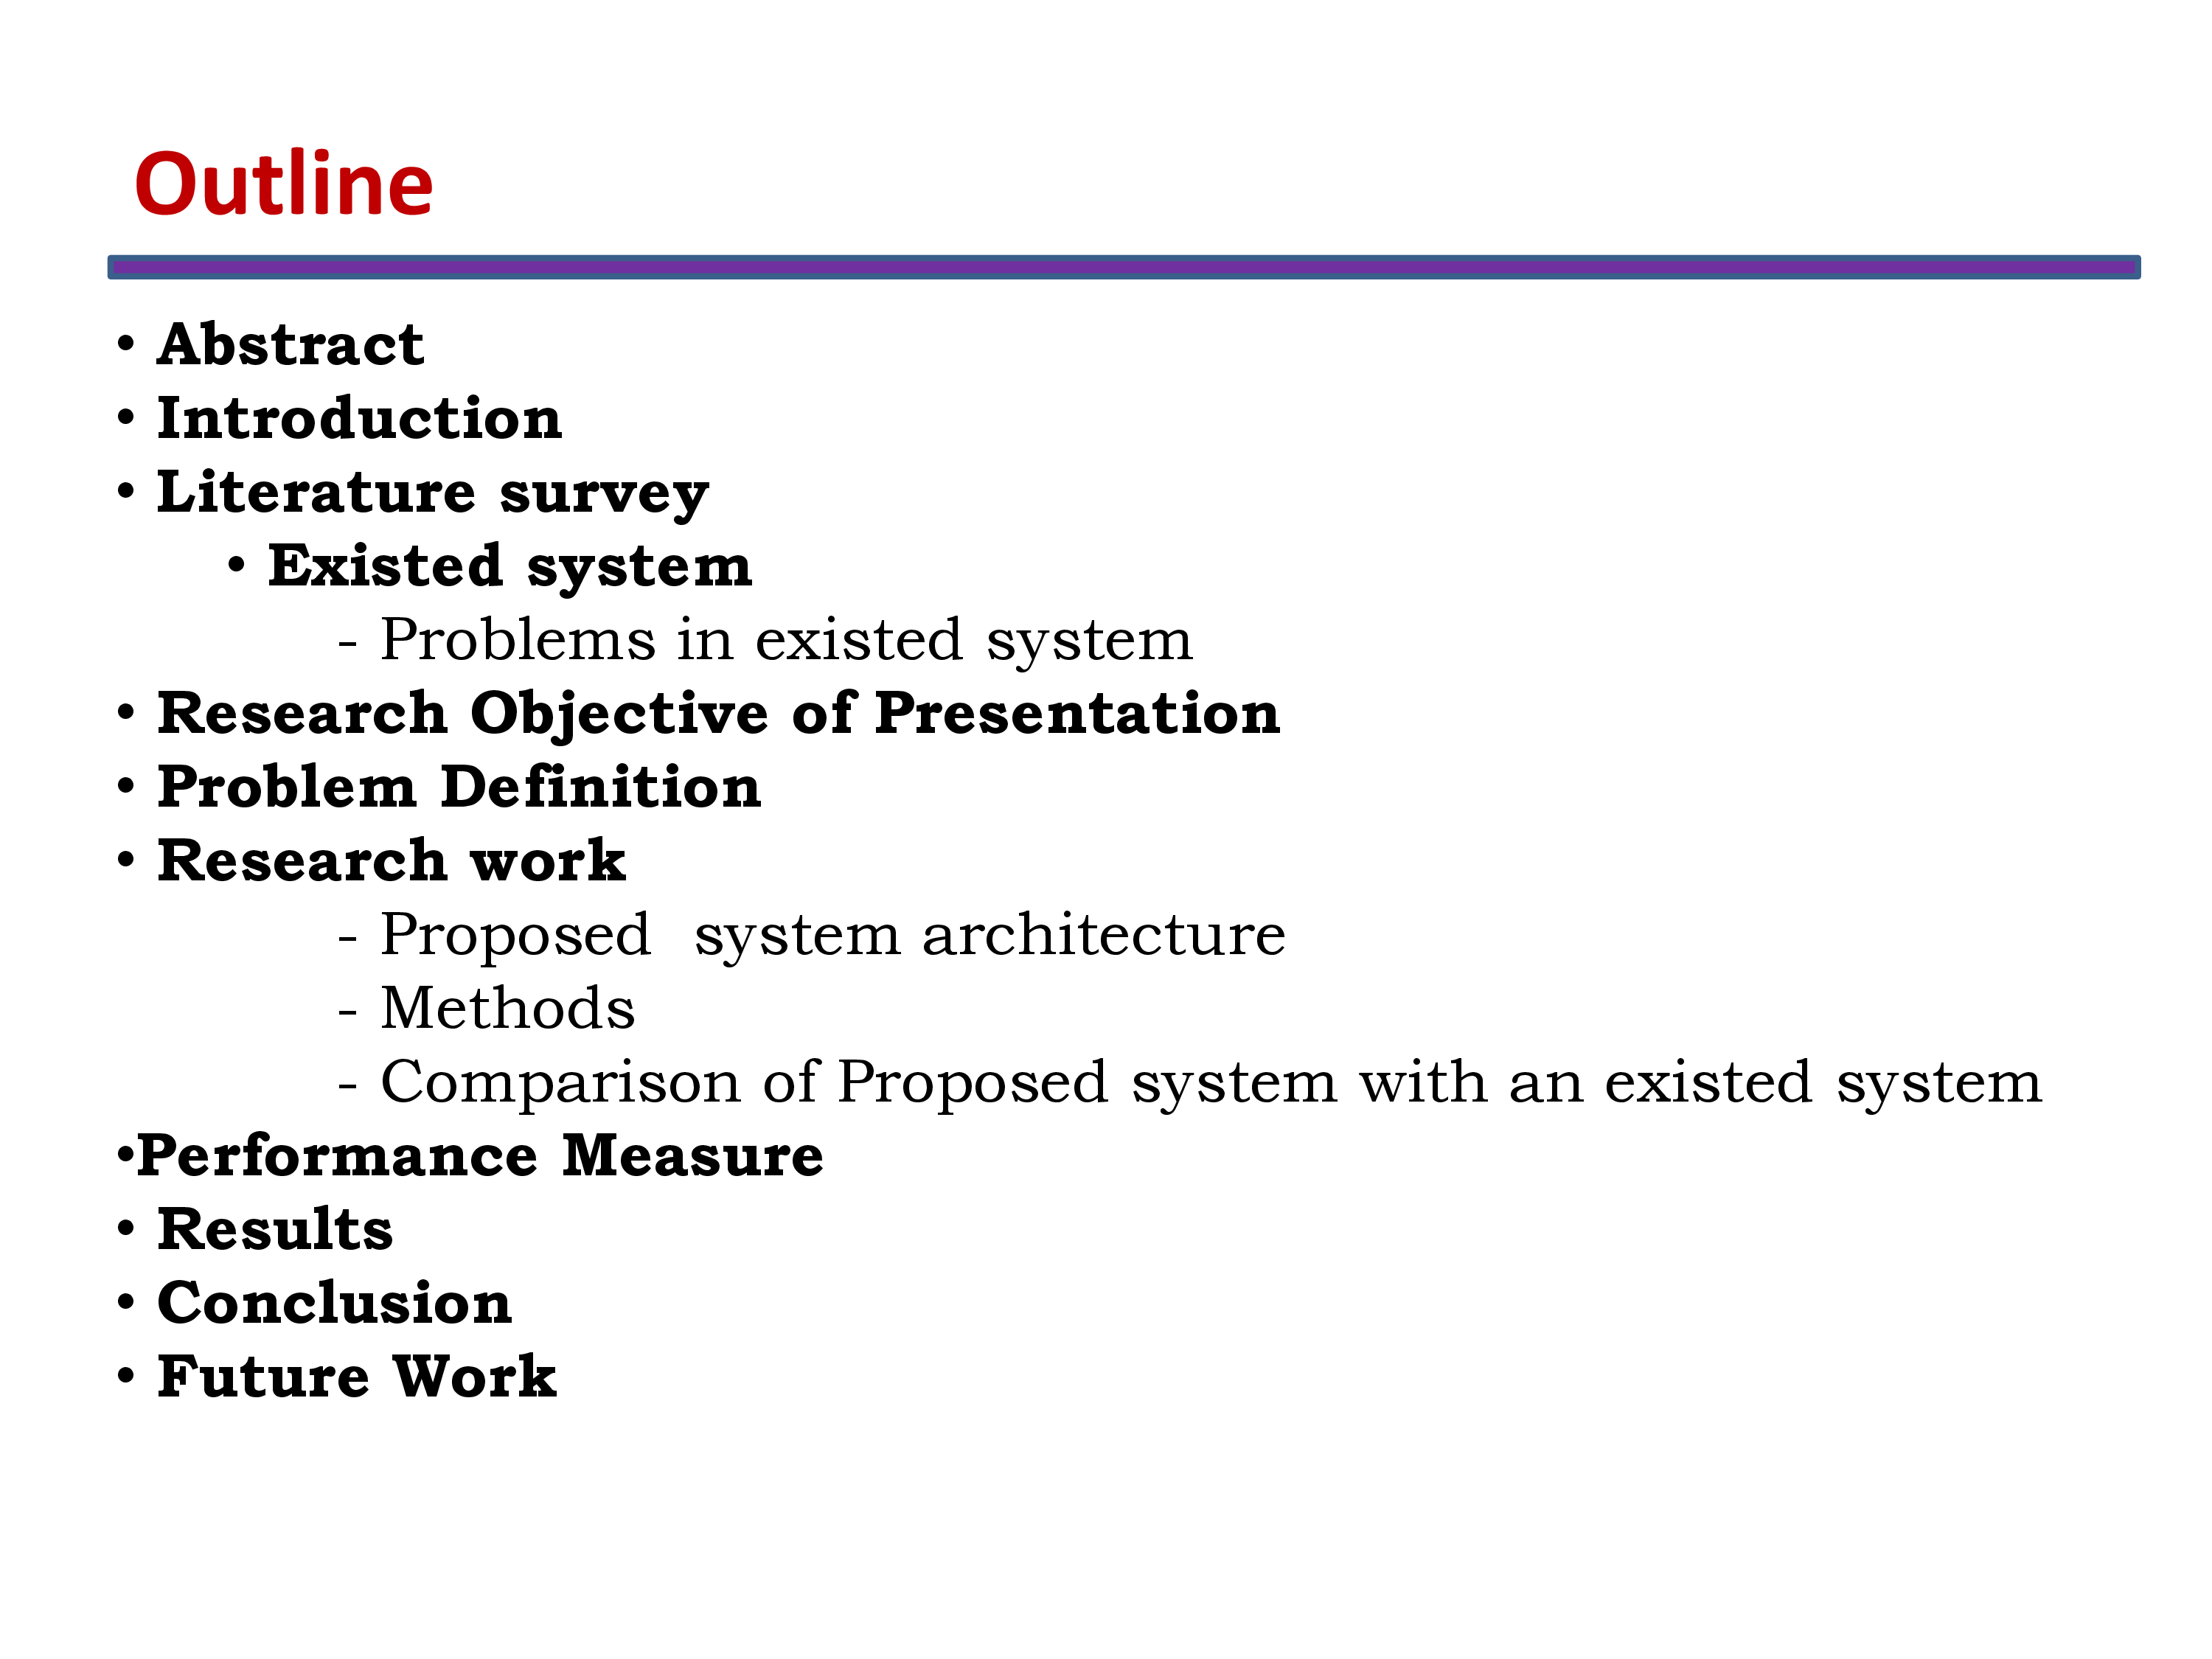 Outline
• Abstract
• Introduction
• Literature survey
• Existed system
- Problems in existed system
• Research Objective of Presentation
• Problem Definition
• Research work
- Proposed  system architecture
- Methods
- Comparison of Proposed system with an existed system
•Performance Measure
• Results
• Conclusion
• Future Work